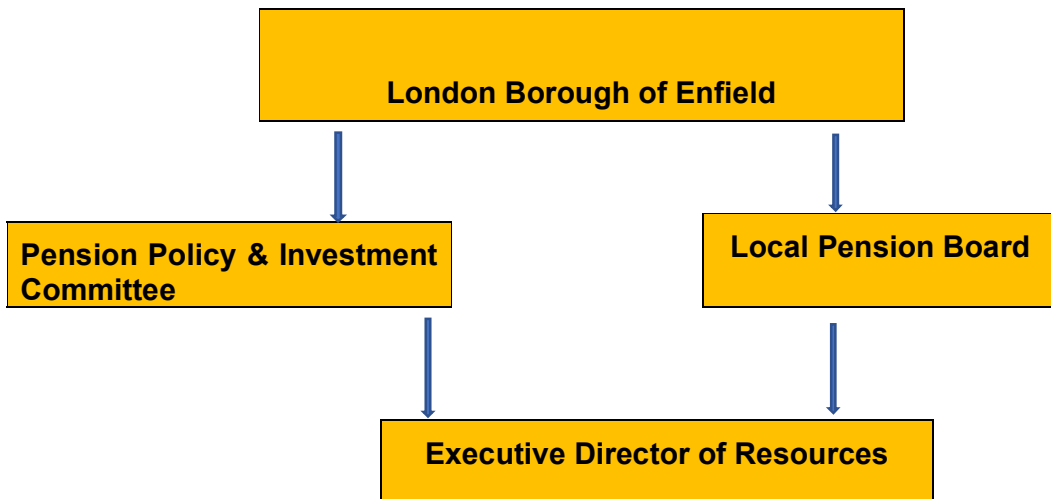 London Borough of Enfield
Pension Policy & Investment
Committee
Local Pension Board
Executive Director of Resources